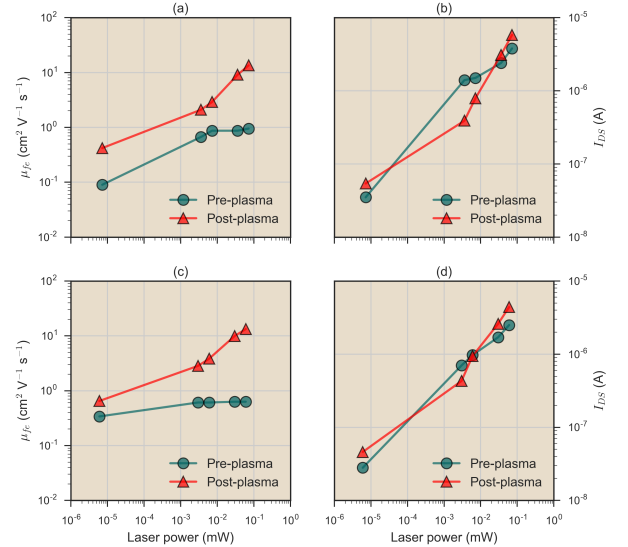 (a)
10²
10¹
10⁰
10⁻¹
10⁻²
μfe (cm² V⁻¹ s⁻¹)
Pre-plasma
Post-plasma
(b)
10⁻⁵
10⁻⁶
10⁻⁷
10⁻⁸
IDS (A)
Pre-plasma
Post-plasma
(c)
10²
10¹
10⁰
10⁻¹
10⁻²
μfe (cm² V⁻¹ s⁻¹)
Pre-plasma
Post-plasma
10⁻⁶ 10⁻⁵ 10⁻⁴ 10⁻³ 10⁻² 10⁻¹ 10⁰
Laser power (mW)
(d)
10⁻⁵
10⁻⁶
10⁻⁷
10⁻⁸
IDS (A)
Pre-plasma
Post-plasma
10⁻⁶ 10⁻⁵ 10⁻⁴ 10⁻³ 10⁻² 10⁻¹ 10⁰
Laser power (mW)